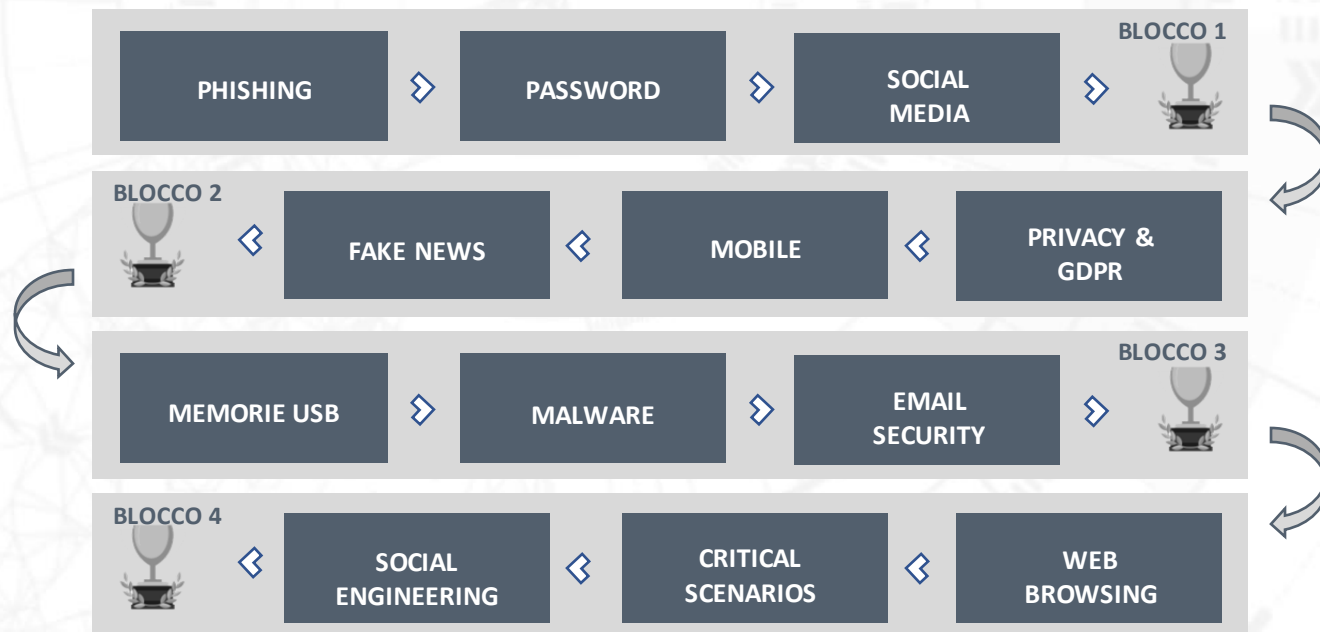 BLOCCO 1
PHISHING
PASSWORD
SOCIAL
MEDIA
BLOCCO 2
FAKE NEWS
MOBILE
PRIVACY &
GDPR
BLOCCO 3
MEMORIE USB
MALWARE
EMAIL
SECURITY
BLOCCO 4
SOCIAL
ENGINEERING
CRITICAL
SCENARIOS
WEB
BROWSING